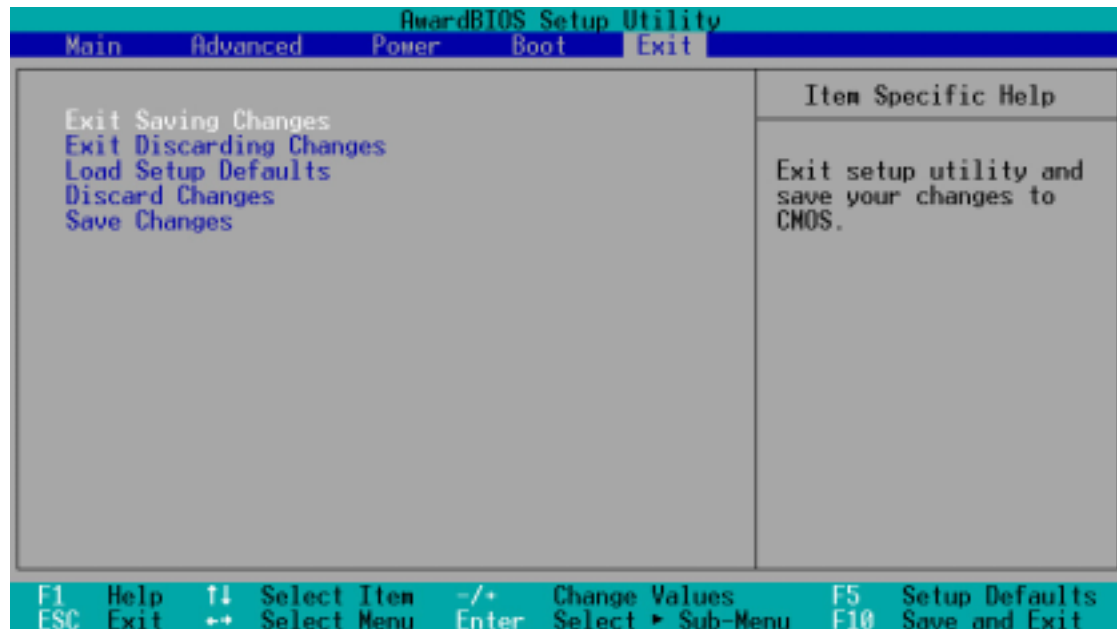 AwardBIOS Setup Utility
Main Advanced Power Boot Exit
Item Specific Help
Exit Saving Changes
Exit Discarding Changes
Load Setup Defaults
Discard Changes
Save Changes
Exit setup utility and
save your changes to
CMOS.
F1 Help ↑↓ Select Item -/+ Change Values F5 Setup Defaults
ESC Exit ←→ Select Menu Enter Select ▸ Sub-Menu F10 Save and Exit